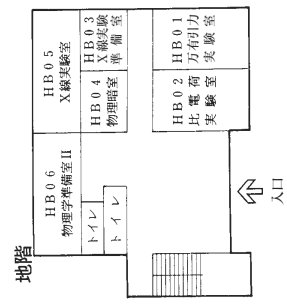 地階
HB06
物理学準備室II
HB05
X線実験室
HB03
X線実験
準備室
HB04
物理暗室
トイレ
トイレ
HB01
万有引力
実験室
HB02
比電荷
実験室
入口